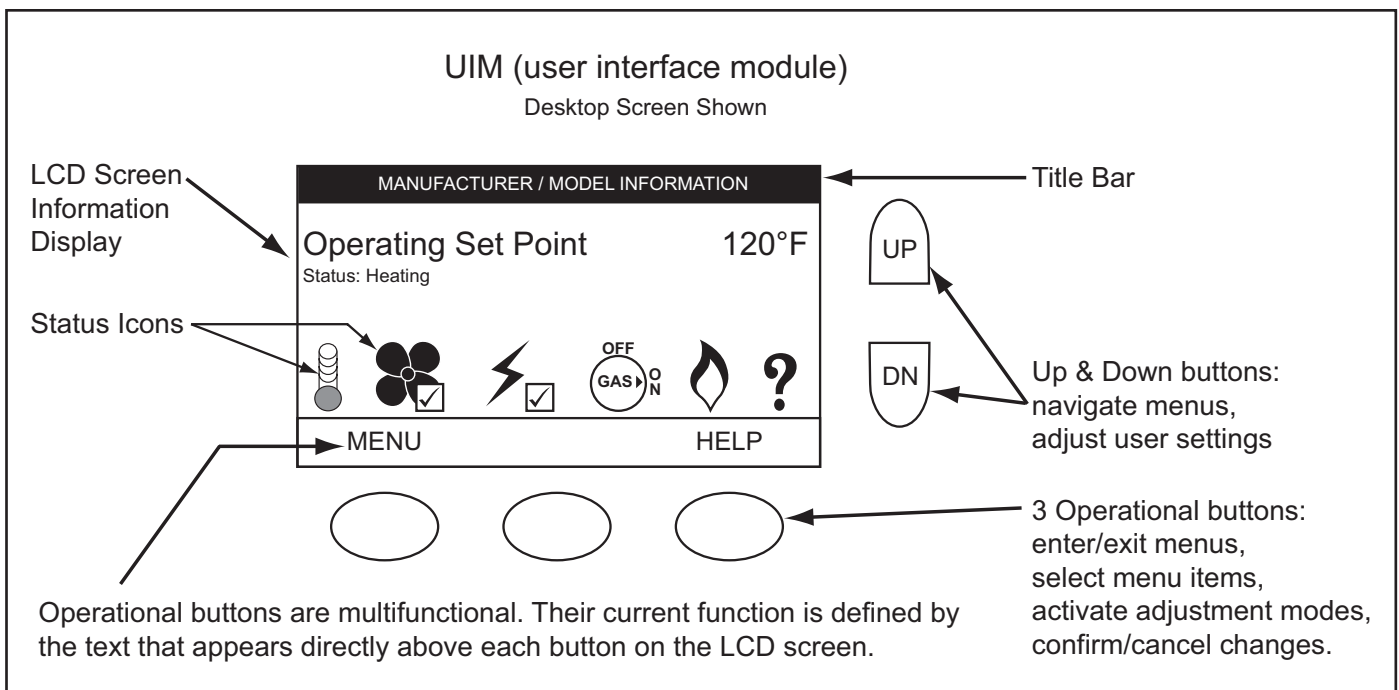 UIM (user interface module)
Desktop Screen Shown
LCD Screen
Information
Display
MANUFACTURER / MODEL INFORMATION
Title Bar
Operating Set Point 120°F
Status: Heating
UP
Status Icons
OFF
GAS
ON
?
DN
Up & Down buttons:
navigate menus,
adjust user settings
MENU HELP
3 Operational buttons:
enter/exit menus,
select menu items,
activate adjustment modes,
confirm/cancel changes.
Operational buttons are multifunctional. Their current function is defined by
the text that appears directly above each button on the LCD screen.